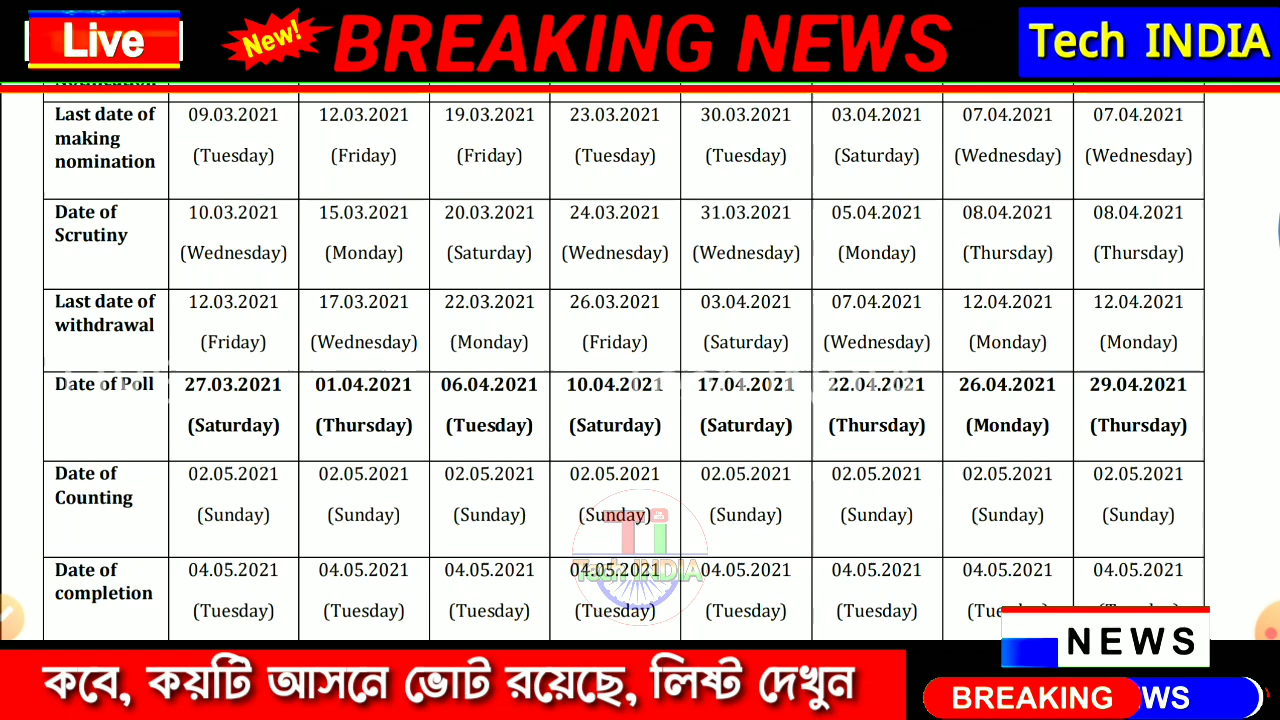 Live
New!
BREAKING NEWS
Tech INDIA
Last date of making nomination 09.03.2021 (Tuesday) 12.03.2021 (Friday) 19.03.2021 (Friday) 23.03.2021 (Tuesday) 30.03.2021 (Tuesday) 03.04.2021 (Saturday) 07.04.2021 (Wednesday) 07.04.2021 (Wednesday)
Date of Scrutiny 10.03.2021 (Wednesday) 15.03.2021 (Monday) 20.03.2021 (Saturday) 24.03.2021 (Wednesday) 31.03.2021 (Wednesday) 05.04.2021 (Monday) 08.04.2021 (Thursday) 08.04.2021 (Thursday)
Last date of withdrawal 12.03.2021 (Friday) 17.03.2021 (Wednesday) 22.03.2021 (Monday) 26.03.2021 (Friday) 03.04.2021 (Saturday) 07.04.2021 (Wednesday) 12.04.2021 (Monday) 12.04.2021 (Monday)
Date of Poll 27.03.2021 (Saturday) 01.04.2021 (Thursday) 06.04.2021 (Tuesday) 10.04.2021 (Saturday) 17.04.2021 (Saturday) 22.04.2021 (Thursday) 26.04.2021 (Monday) 29.04.2021 (Thursday)
Date of Counting 02.05.2021 (Sunday) 02.05.2021 (Sunday) 02.05.2021 (Sunday) 02.05.2021 (Sunday) 02.05.2021 (Sunday) 02.05.2021 (Sunday) 02.05.2021 (Sunday) 02.05.2021 (Sunday)
Date of completion 04.05.2021 (Tuesday) 04.05.2021 (Tuesday) 04.05.2021 (Tuesday) 04.05.2021 (Tuesday) 04.05.2021 (Tuesday) 04.05.2021 (Tuesday) 04.05.2021 04.05.2021
Ti
Tech INDIA
NEWS
কবে, কয়টি আসনে ভোট রয়েছে, লিষ্ট দেখুন
BREAKING